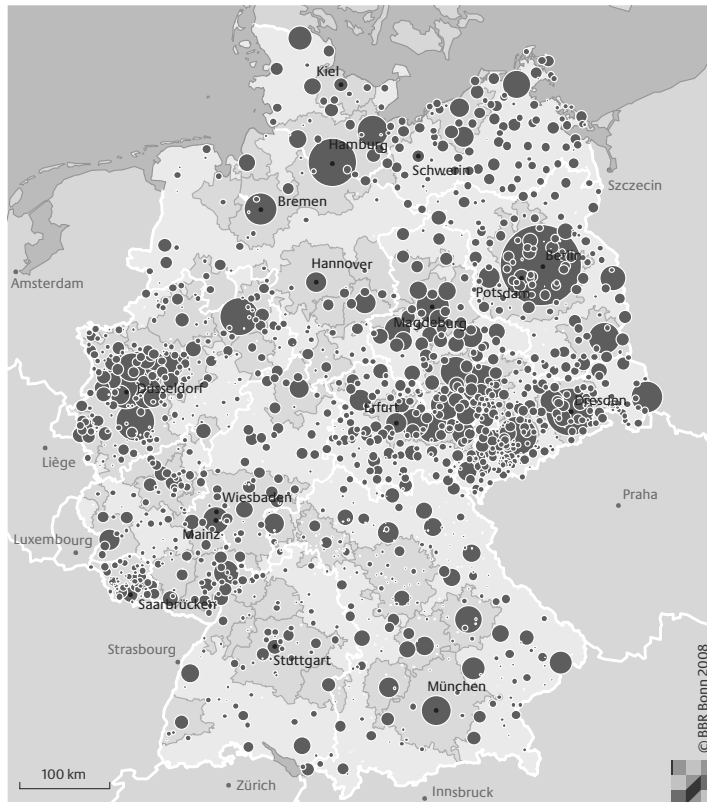 Kiel
Hamburg
Schwerin
Szczecin
Bremen
Berlin
Hannover
Amsterdam
Potsdam
Magdeburg
Düsseldorf
Erfurt
Dresdan
Liège
Wiesbaden
Praha
Mainz
Luxembourg
Saarbrücken
Strasbourg
Stuttgart
München
© BBR Bonn 2008
100 km
Zürich
Innsbruck